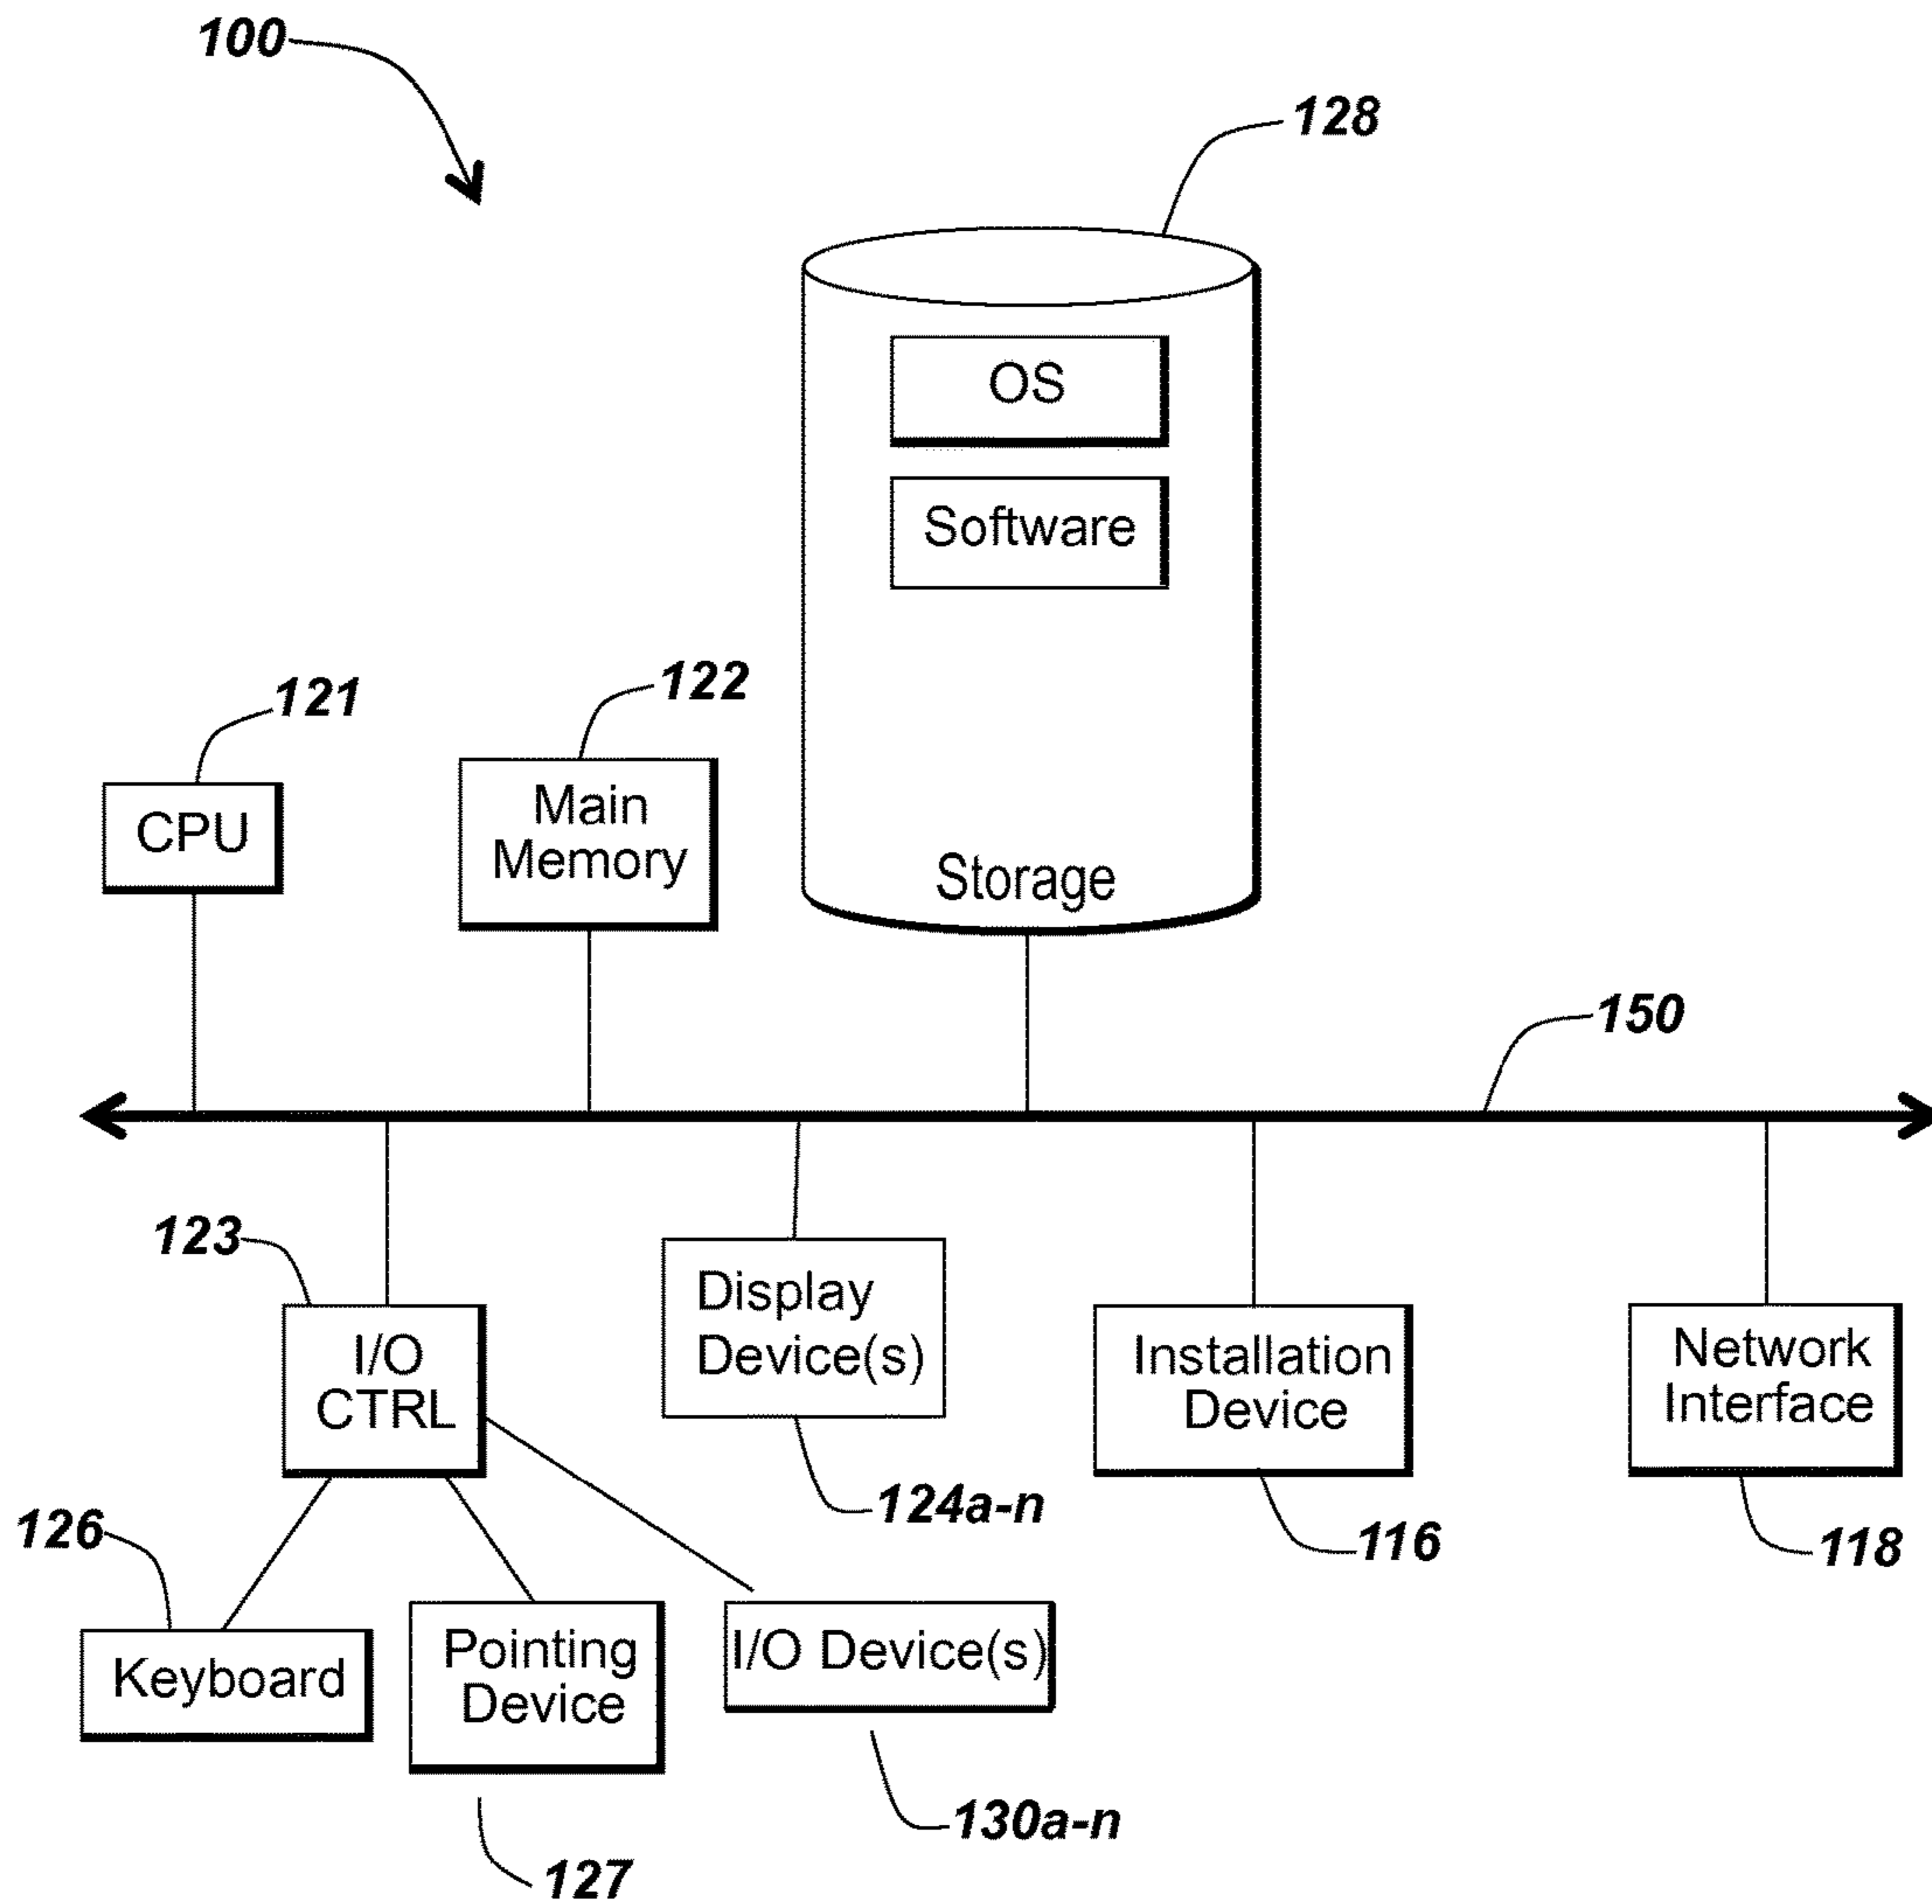 100
128
OS
Software
121
122
CPU
Main
Memory
Storage
150
123
I/O
CTRL
Display
Device(s)
Installation
Device
Network
Interface
124a-n
116
118
126
Keyboard
Pointing
Device
I/O Device(s)
130a-n
127